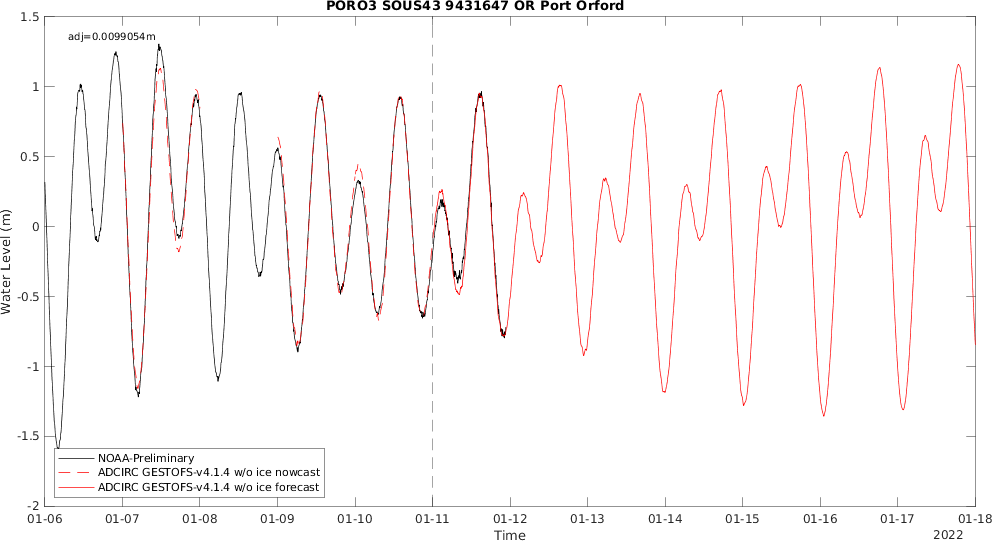 PORO3 SOUS43 9431647 OR Port Orford
adj=0.0099054m
Water Level (m)
1.5
1
0.5
0
-0.5
-1
-1.5
-2
NOAA-Preliminary
ADCIRC GESTOFS-v4.1.4 w/o ice nowcast
ADCIRC GESTOFS-v4.1.4 w/o ice forecast
01-06 01-07 01-08 01-09 01-10 01-11 01-12 01-13 01-14 01-15 01-16 01-17 01-18
Time
2022